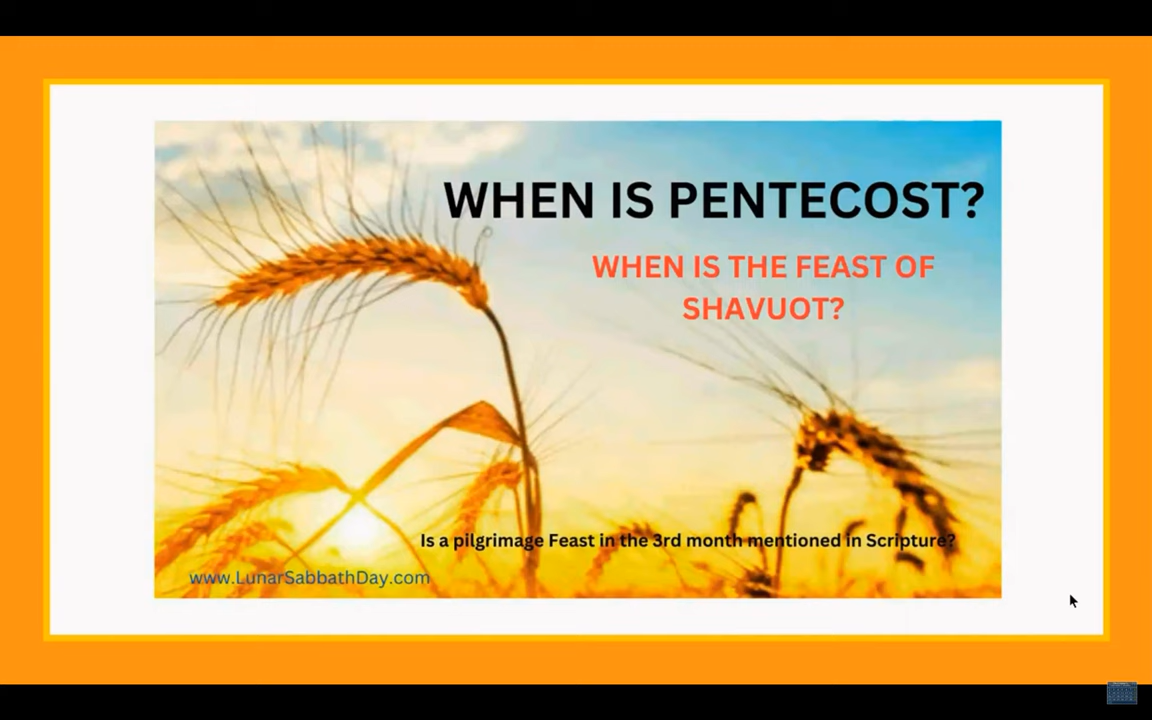 WHEN IS PENTECOST?
WHEN IS THE FEAST OF
SHAVUOT?
Is a pilgrimage Feast in the 3rd month mentioned in Scripture?
www.LunarSabbathDay.com